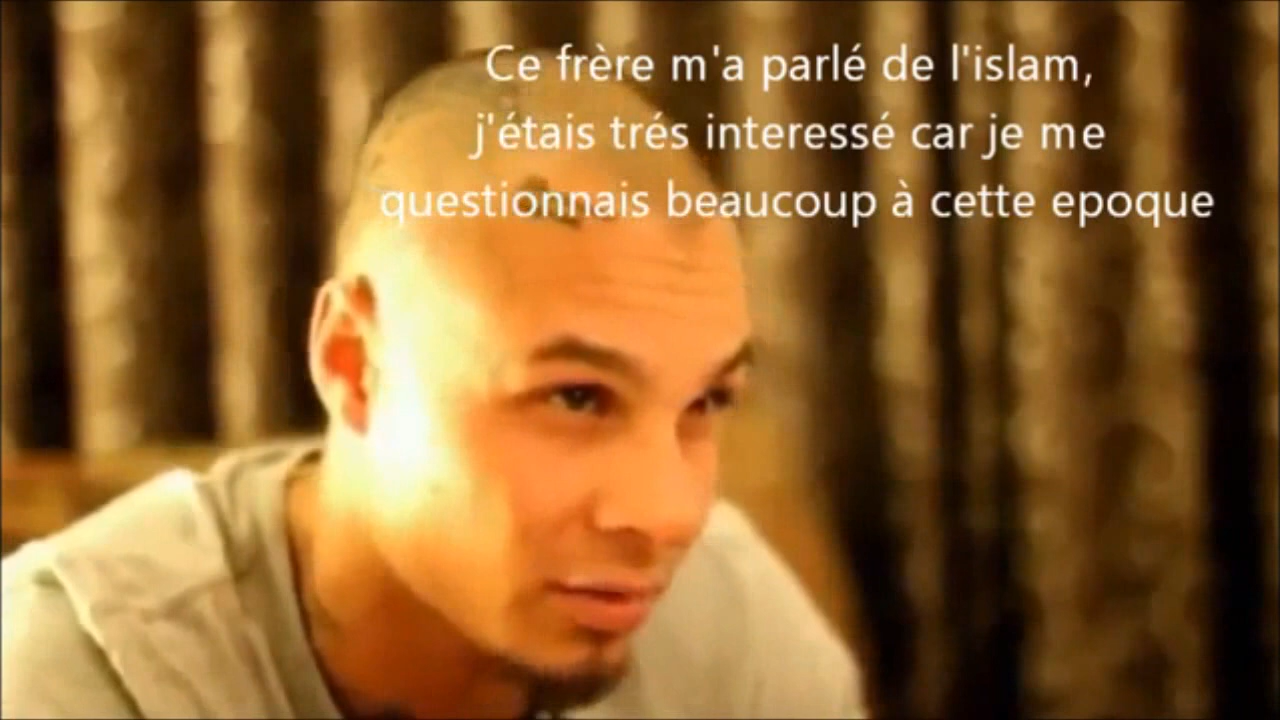 Ce frère m'a parlé de l'islam,
j'étais trés interessé car je me
questionnais beaucoup à cette epoque